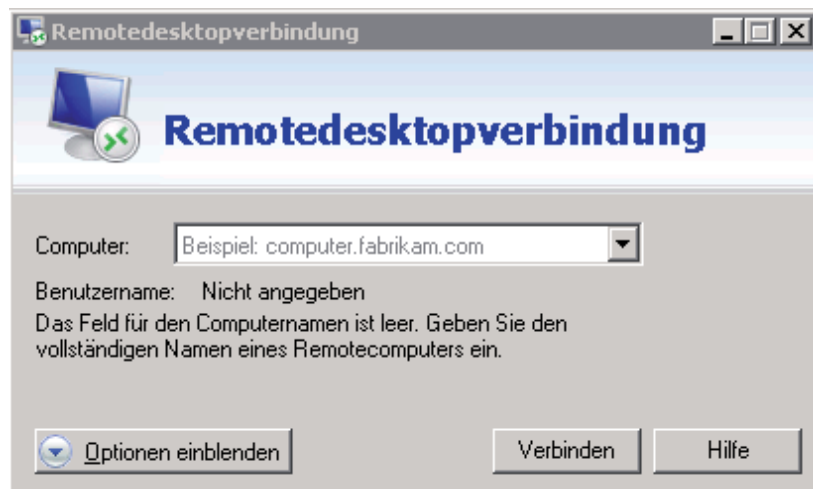 Remotedesktopverbindung
Remotedesktopverbindung
Computer: Beispiel: computer.fabrikam.com
Benutzername: Nicht angegeben
Das Feld für den Computernamen ist leer. Geben Sie den
vollständigen Namen eines Remotecomputers ein.
Optionen einblenden Verbinden Hilfe